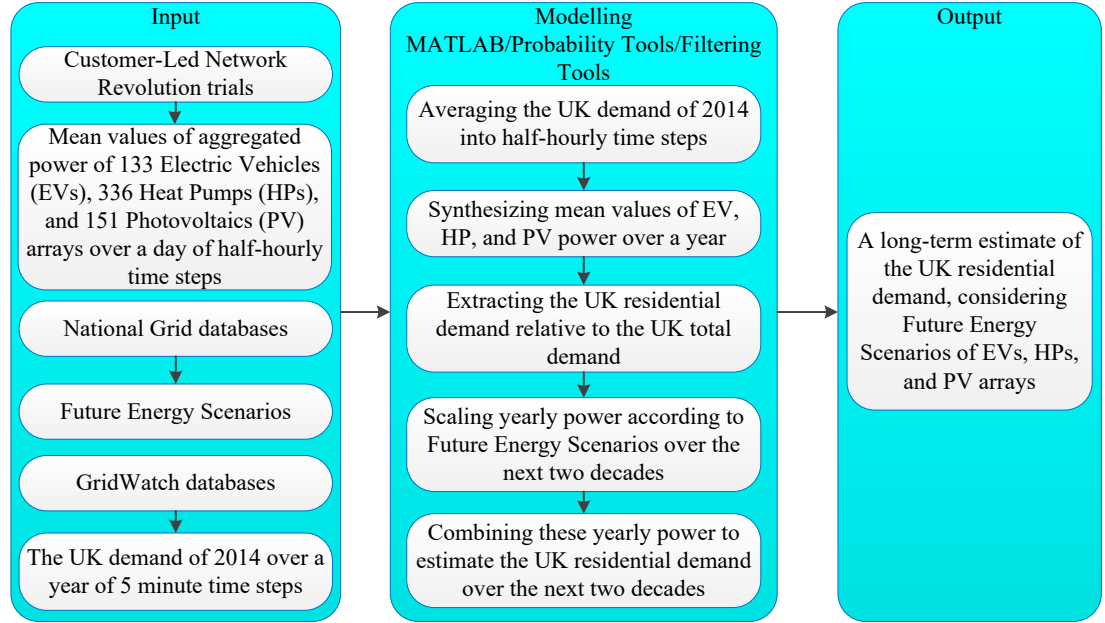 Input
Customer-Led Network
Revolution trials
Mean values of aggregated
power of 133 Electric Vehicles
(EVs), 336 Heat Pumps (HPs),
and 151 Photovoltaics (PV)
arrays over a day of half-hourly
time steps
National Grid databases
Future Energy Scenarios
GridWatch databases
The UK demand of 2014 over a
year of 5 minute time steps
Modelling
MATLAB/Probability Tools/Filtering
Tools
Averaging the UK demand of 2014
into half-hourly time steps
Synthesizing mean values of EV,
HP, and PV power over a year
Extracting the UK residential
demand relative to the UK total
demand
Scaling yearly power according to
Future Energy Scenarios over the
next two decades
Combining these yearly power to
estimate the UK residential demand
over the next two decades
Output
A long-term estimate of
the UK residential
demand, considering
Future Energy
Scenarios of EVs, HPs,
and PV arrays